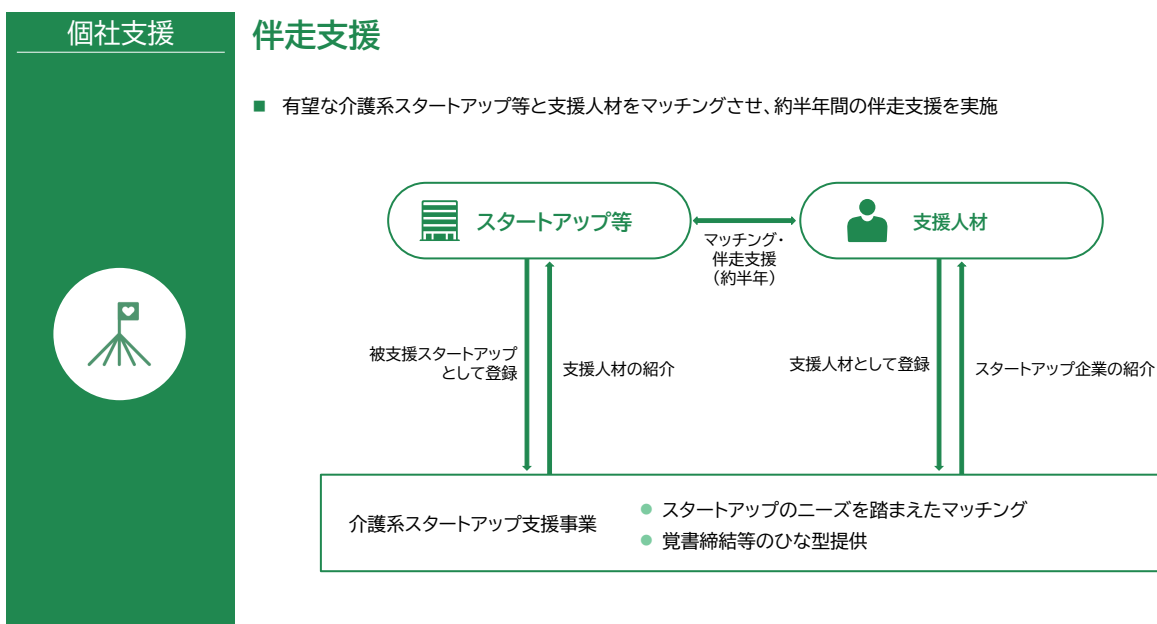 個社支援
伴走支援
■ 有望な介護系スタートアップ等と支援人材をマッチングさせ、約半年間の伴走支援を実施
スタートアップ等
マッチング・
伴走支援
（約半年）
支援人材
被支援スタートアップ
として登録
支援人材の紹介
支援人材として登録
スタートアップ企業の紹介
介護系スタートアップ支援事業
● スタートアップのニーズを踏まえたマッチング
● 覚書締結等のひな型提供